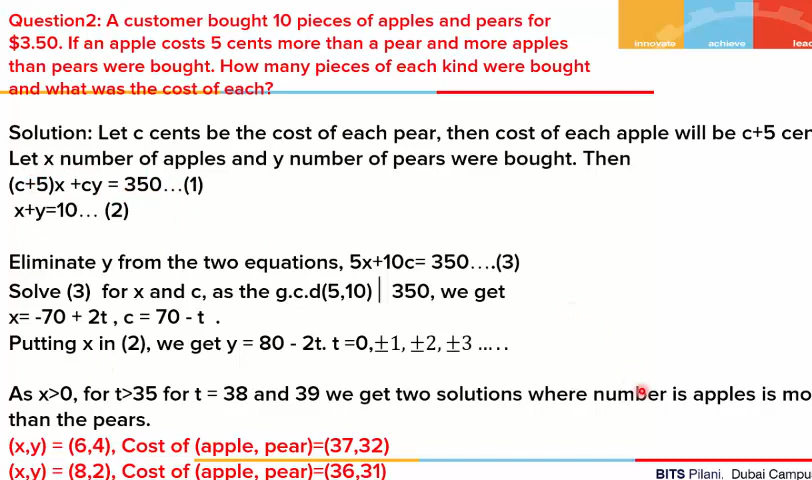 Question2: A customer bought 10 pieces of apples and pears for
$3.50. If an apple costs 5 cents more than a pear and more apples
than pears were bought. How many pieces of each kind were bought
and what was the cost of each?
innovate achieve lead
Solution: Let c cents be the cost of each pear, then cost of each apple will be c+5 cen
Let x number of apples and y number of pears were bought. Then
(c+5)x +cy = 350...(1)
x+y=10... (2)
Eliminate y from the two equations, 5x+10c= 350....(3)
Solve (3) for x and c, as the g.c.d(5,10)│ 350, we get
x= -70 + 2t , c = 70 - t .
Putting x in (2), we get y = 80 - 2t. t =0,±1, ±2, ±3 .....
As x>0, for t>35 for t = 38 and 39 we get two solutions where number is apples is mo
than the pears.
(x,y) = (6,4), Cost of (apple, pear)=(37,32)
(x,y) = (8,2), Cost of (apple, pear)=(36,31)
BITS Pilani, Dubai Campu